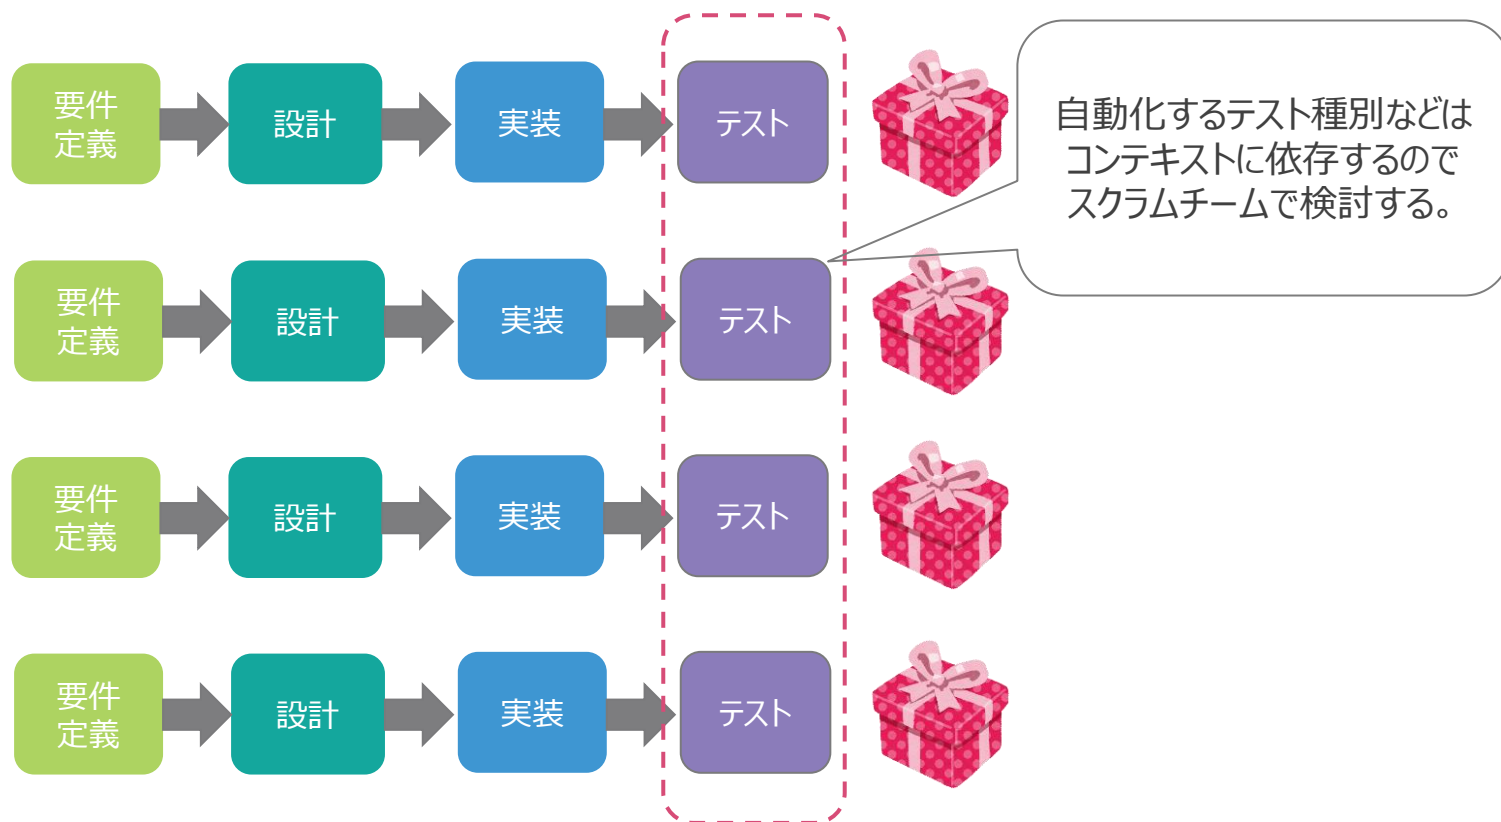 要件
定義
設計
実装
テスト
自動化するテスト種別などは
コンテキストに依存するので
スクラムチームで検討する。
要件
定義
設計
実装
テスト
要件
定義
設計
実装
テスト
要件
定義
設計
実装
テスト